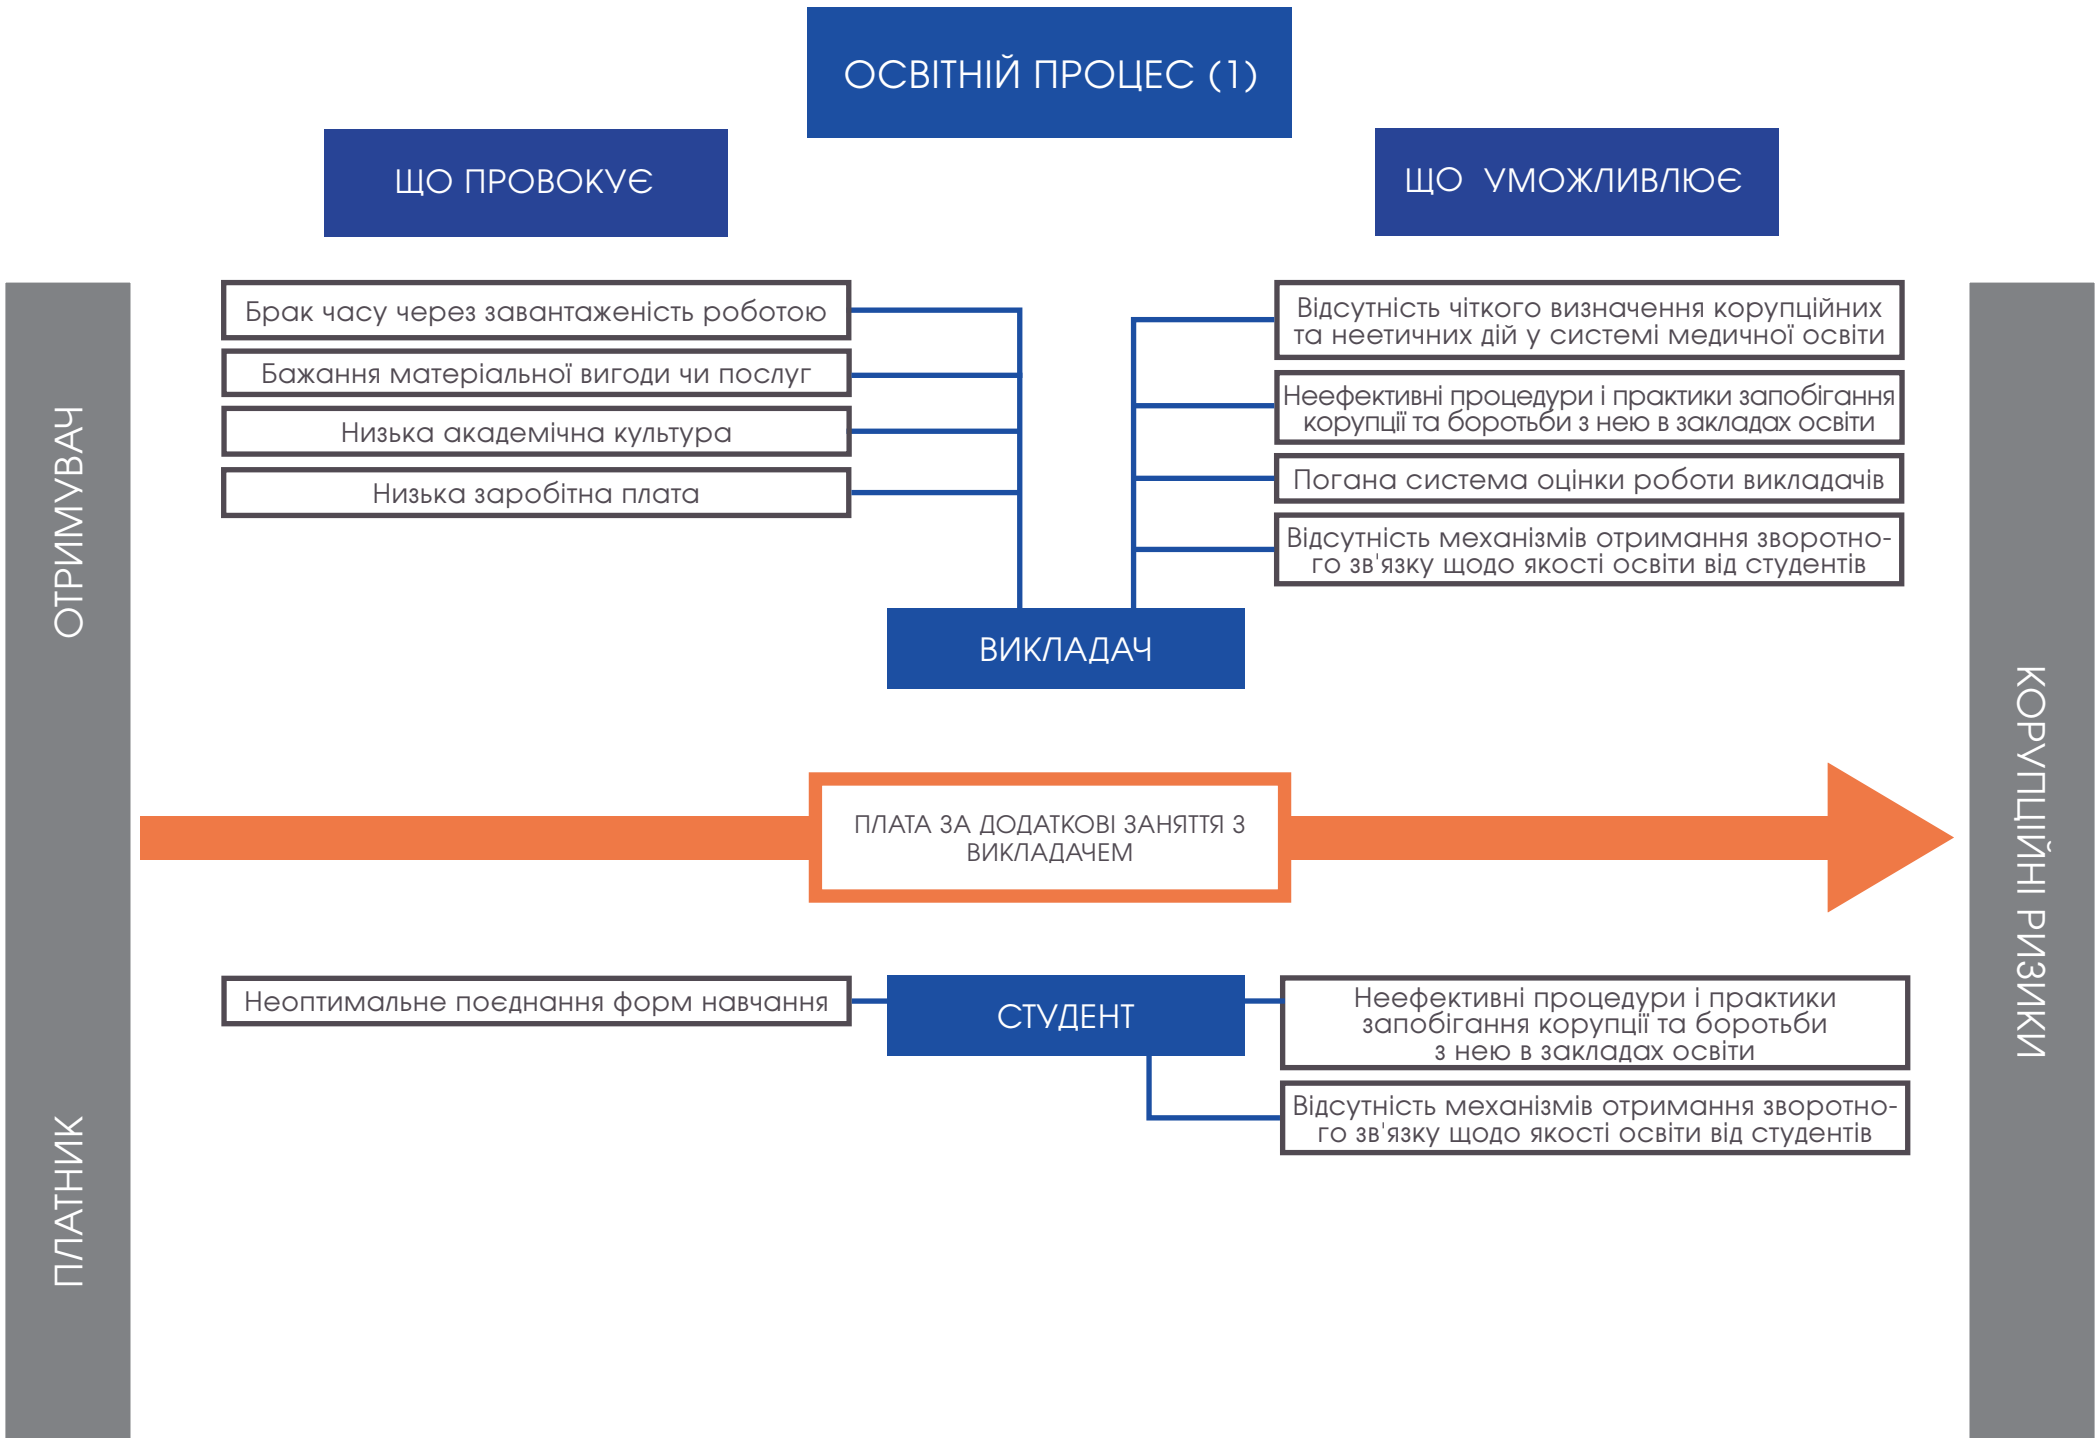 ОСВІТНІЙ ПРОЦЕС (1)
ЩО ПРОВОКУЄ
ЩО УМОЖЛИВЛЮЄ
ОТРИМУВАЧ
Брак часу через завантаженість роботою
Бажання матеріальної вигоди чи послуг
Низька академічна культура
Низька заробітна плата
Відсутність чіткого визначення корупційних
та неетичних дій у системі медичної освіти
Неефективні процедури і практики запобігання
корупції та боротьби з нею в закладах освіти
Погана система оцінки роботи викладачів
Відсутність механізмів отримання зворотно-
го зв'язку щодо якості освіти від студентів
ВИКЛАДАЧ
ПЛАТА ЗА ДОДАТКОВІ ЗАНЯТТЯ З
ВИКЛАДАЧЕМ
КОРУПЦІЙНІ РИЗИКИ
ПЛАТНИК
Неоптимальне поєднання форм навчання
СТУДЕНТ
Неефективні процедури і практики
запобігання корупції та боротьби
з нею в закладах освіти
Відсутність механізмів отримання зворотно-
го зв'язку щодо якості освіти від студентів